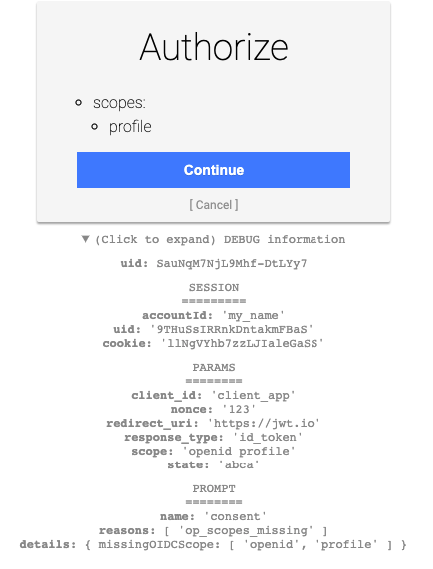 Authorize
scopes:
profile
Continue
[ Cancel ]
▼ (Click to expand) DEBUG information
uid: SauNqM7NjL9Mhf-DtLYy7
SESSION
=========
accountId: 'my_name'
uid: '9THuSsIRRnkDntakmFBaS'
cookie: 'llNgVYhb7zzLJIaleGaSS'
PARAMS
========
client_id: 'client_app'
nonce: '123'
redirect_uri: 'https://jwt.io'
response_type: 'id_token'
scope: 'openid profile'
state: 'abca'
PROMPT
========
name: 'consent'
reasons: [ 'op_scopes_missing' ]
details: { missingOIDCScope: [ 'openid', 'profile' ] }